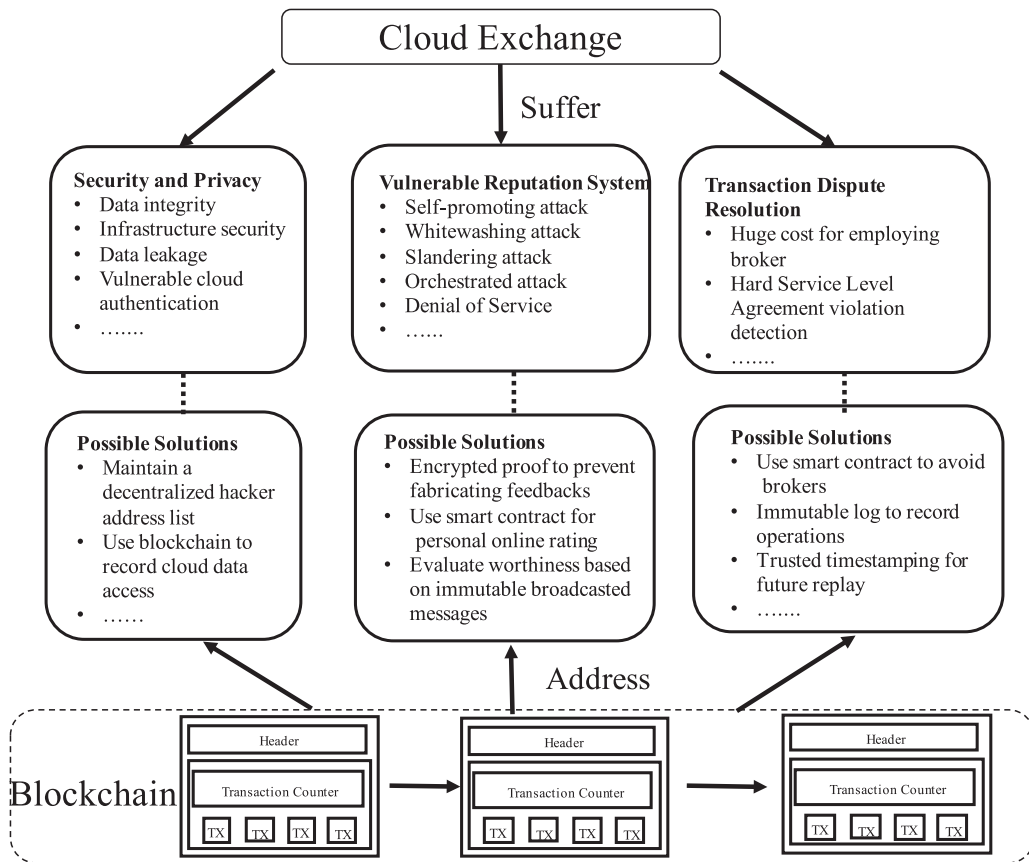 Cloud Exchange
Suffer
Security and Privacy
• Data integrity
• Infrastructure security
• Data leakage
• Vulnerable cloud
authentication
• …....
Vulnerable Reputation System
• Self-promoting attack
• Whitewashing attack
• Slandering attack
• Orchestrated attack
• Denial of Service
• ……
Transaction Dispute
Resolution
• Huge cost for employing
broker
• Hard Service Level
Agreement violation
detection
• …....
Possible Solutions
• Maintain a
decentralized hacker
address list
• Use blockchain to
record cloud data
access
• ……
Possible Solutions
• Encrypted proof to prevent
fabricating feedbacks
• Use smart contract for
personal online rating
• Evaluate worthiness based
on immutable broadcasted
messages
Possible Solutions
• Use smart contract to avoid
brokers
• Immutable log to record
operations
• Trusted timestamping for
future replay
• …....
Address
Blockchain
Header
Transaction Counter
TX TX TX TX
Header
Transaction Counter
TX TX TX TX
Header
Transaction Counter
TX TX TX TX